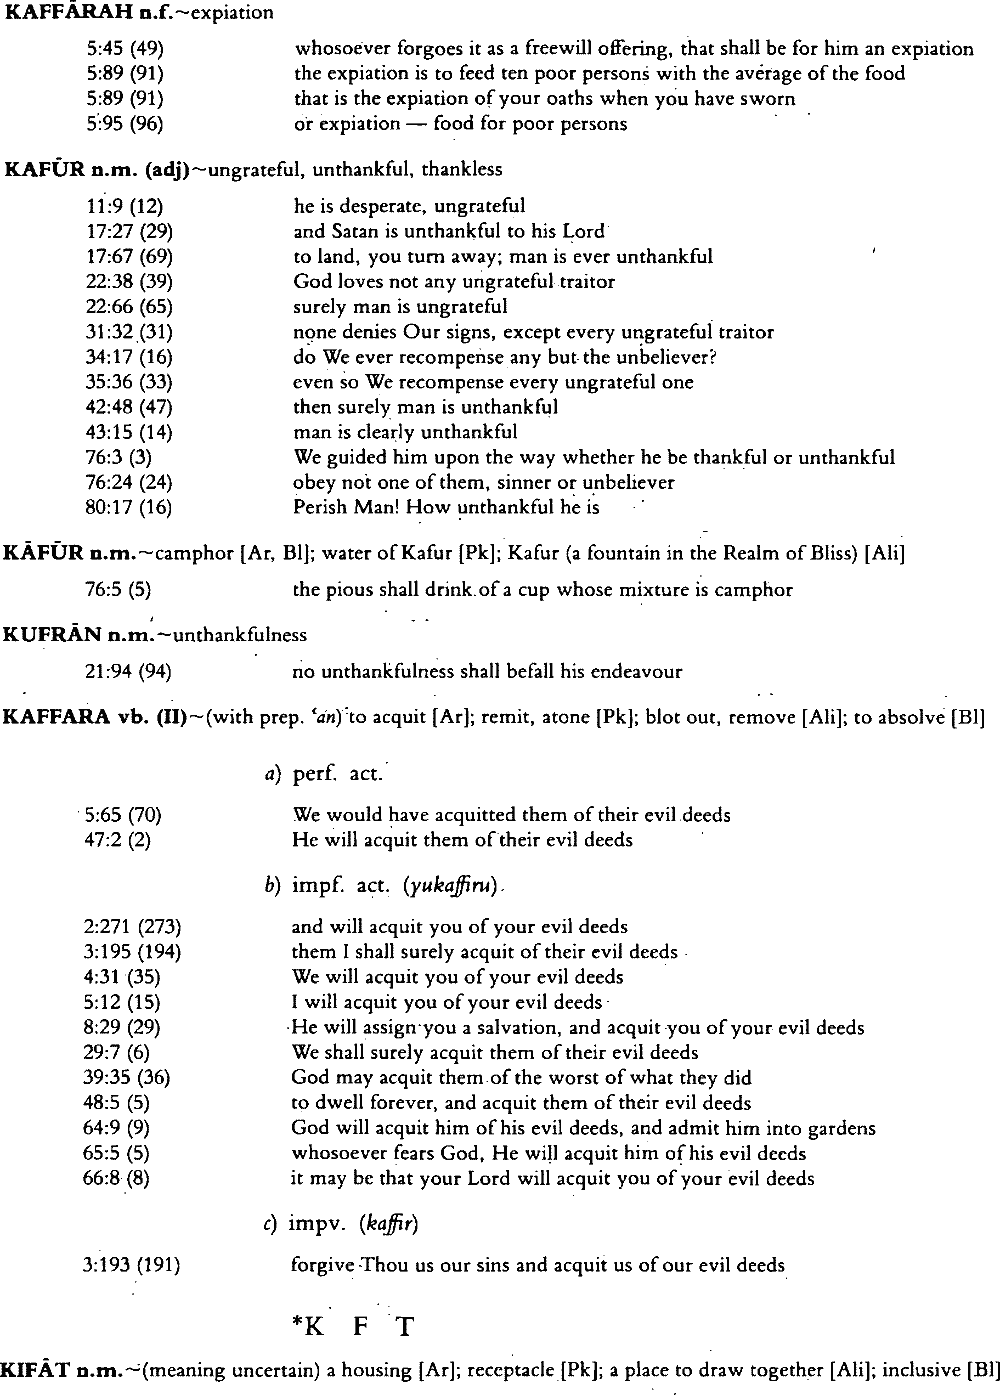 KAFFĀRAH n.f.~expiation
5:45 (49) whosoever forgoes it as a freewill offering, that shall be for him an expiation
5:89 (91) the expiation is to feed ten poor persons with the average of the food
5:89 (91) that is the expiation of your oaths when you have sworn
5:95 (96) or expiation — food for poor persons
KAFŪR n.m. (adj)~ungrateful, unthankful, thankless
11:9 (12) he is desperate, ungrateful
17:27 (29) and Satan is unthankful to his Lord
17:67 (69) to land, you turn away; man is ever unthankful
22:38 (39) God loves not any ungrateful traitor
22:66 (65) surely man is ungrateful
31:32 (31) none denies Our signs, except every ungrateful traitor
34:17 (16) do We ever recompense any but the unbeliever?
35:36 (33) even so We recompense every ungrateful one
42:48 (47) then surely man is unthankful
43:15 (14) man is clearly unthankful
76:3 (3) We guided him upon the way whether he be thankful or unthankful
76:24 (24) obey not one of them, sinner or unbeliever
80:17 (16) Perish Man! How unthankful he is
KĀFŪR n.m.~camphor [Ar, Bl]; water of Kafur [Pk]; Kafur (a fountain in the Realm of Bliss) [Ali]
76:5 (5) the pious shall drink of a cup whose mixture is camphor
KUFRĀN n.m.~unthankfulness
21:94 (94) no unthankfulness shall befall his endeavour
KAFFARA vb. (II)~(with prep. ʿan) to acquit [Ar]; remit, atone [Pk]; blot out, remove [Ali]; to absolve [Bl]
a) perf. act.
5:65 (70) We would have acquitted them of their evil deeds
47:2 (2) He will acquit them of their evil deeds
b) impf. act. (yukaffiru)
2:271 (273) and will acquit you of your evil deeds
3:195 (194) them I shall surely acquit of their evil deeds
4:31 (35) We will acquit you of your evil deeds
5:12 (15) I will acquit you of your evil deeds
8:29 (29) He will assign you a salvation, and acquit you of your evil deeds
29:7 (6) We shall surely acquit them of their evil deeds
39:35 (36) God may acquit them of the worst of what they did
48:5 (5) to dwell forever, and acquit them of their evil deeds
64:9 (9) God will acquit him of his evil deeds, and admit him into gardens
65:5 (5) whosoever fears God, He will acquit him of his evil deeds
66:8 (8) it may be that your Lord will acquit you of your evil deeds
c) impv. (kaffir)
3:193 (191) forgive Thou us our sins and acquit us of our evil deeds
*K F T
KIFĀT n.m.~(meaning uncertain) a housing [Ar]; receptacle [Pk]; a place to draw together [Ali]; inclusive [Bl]